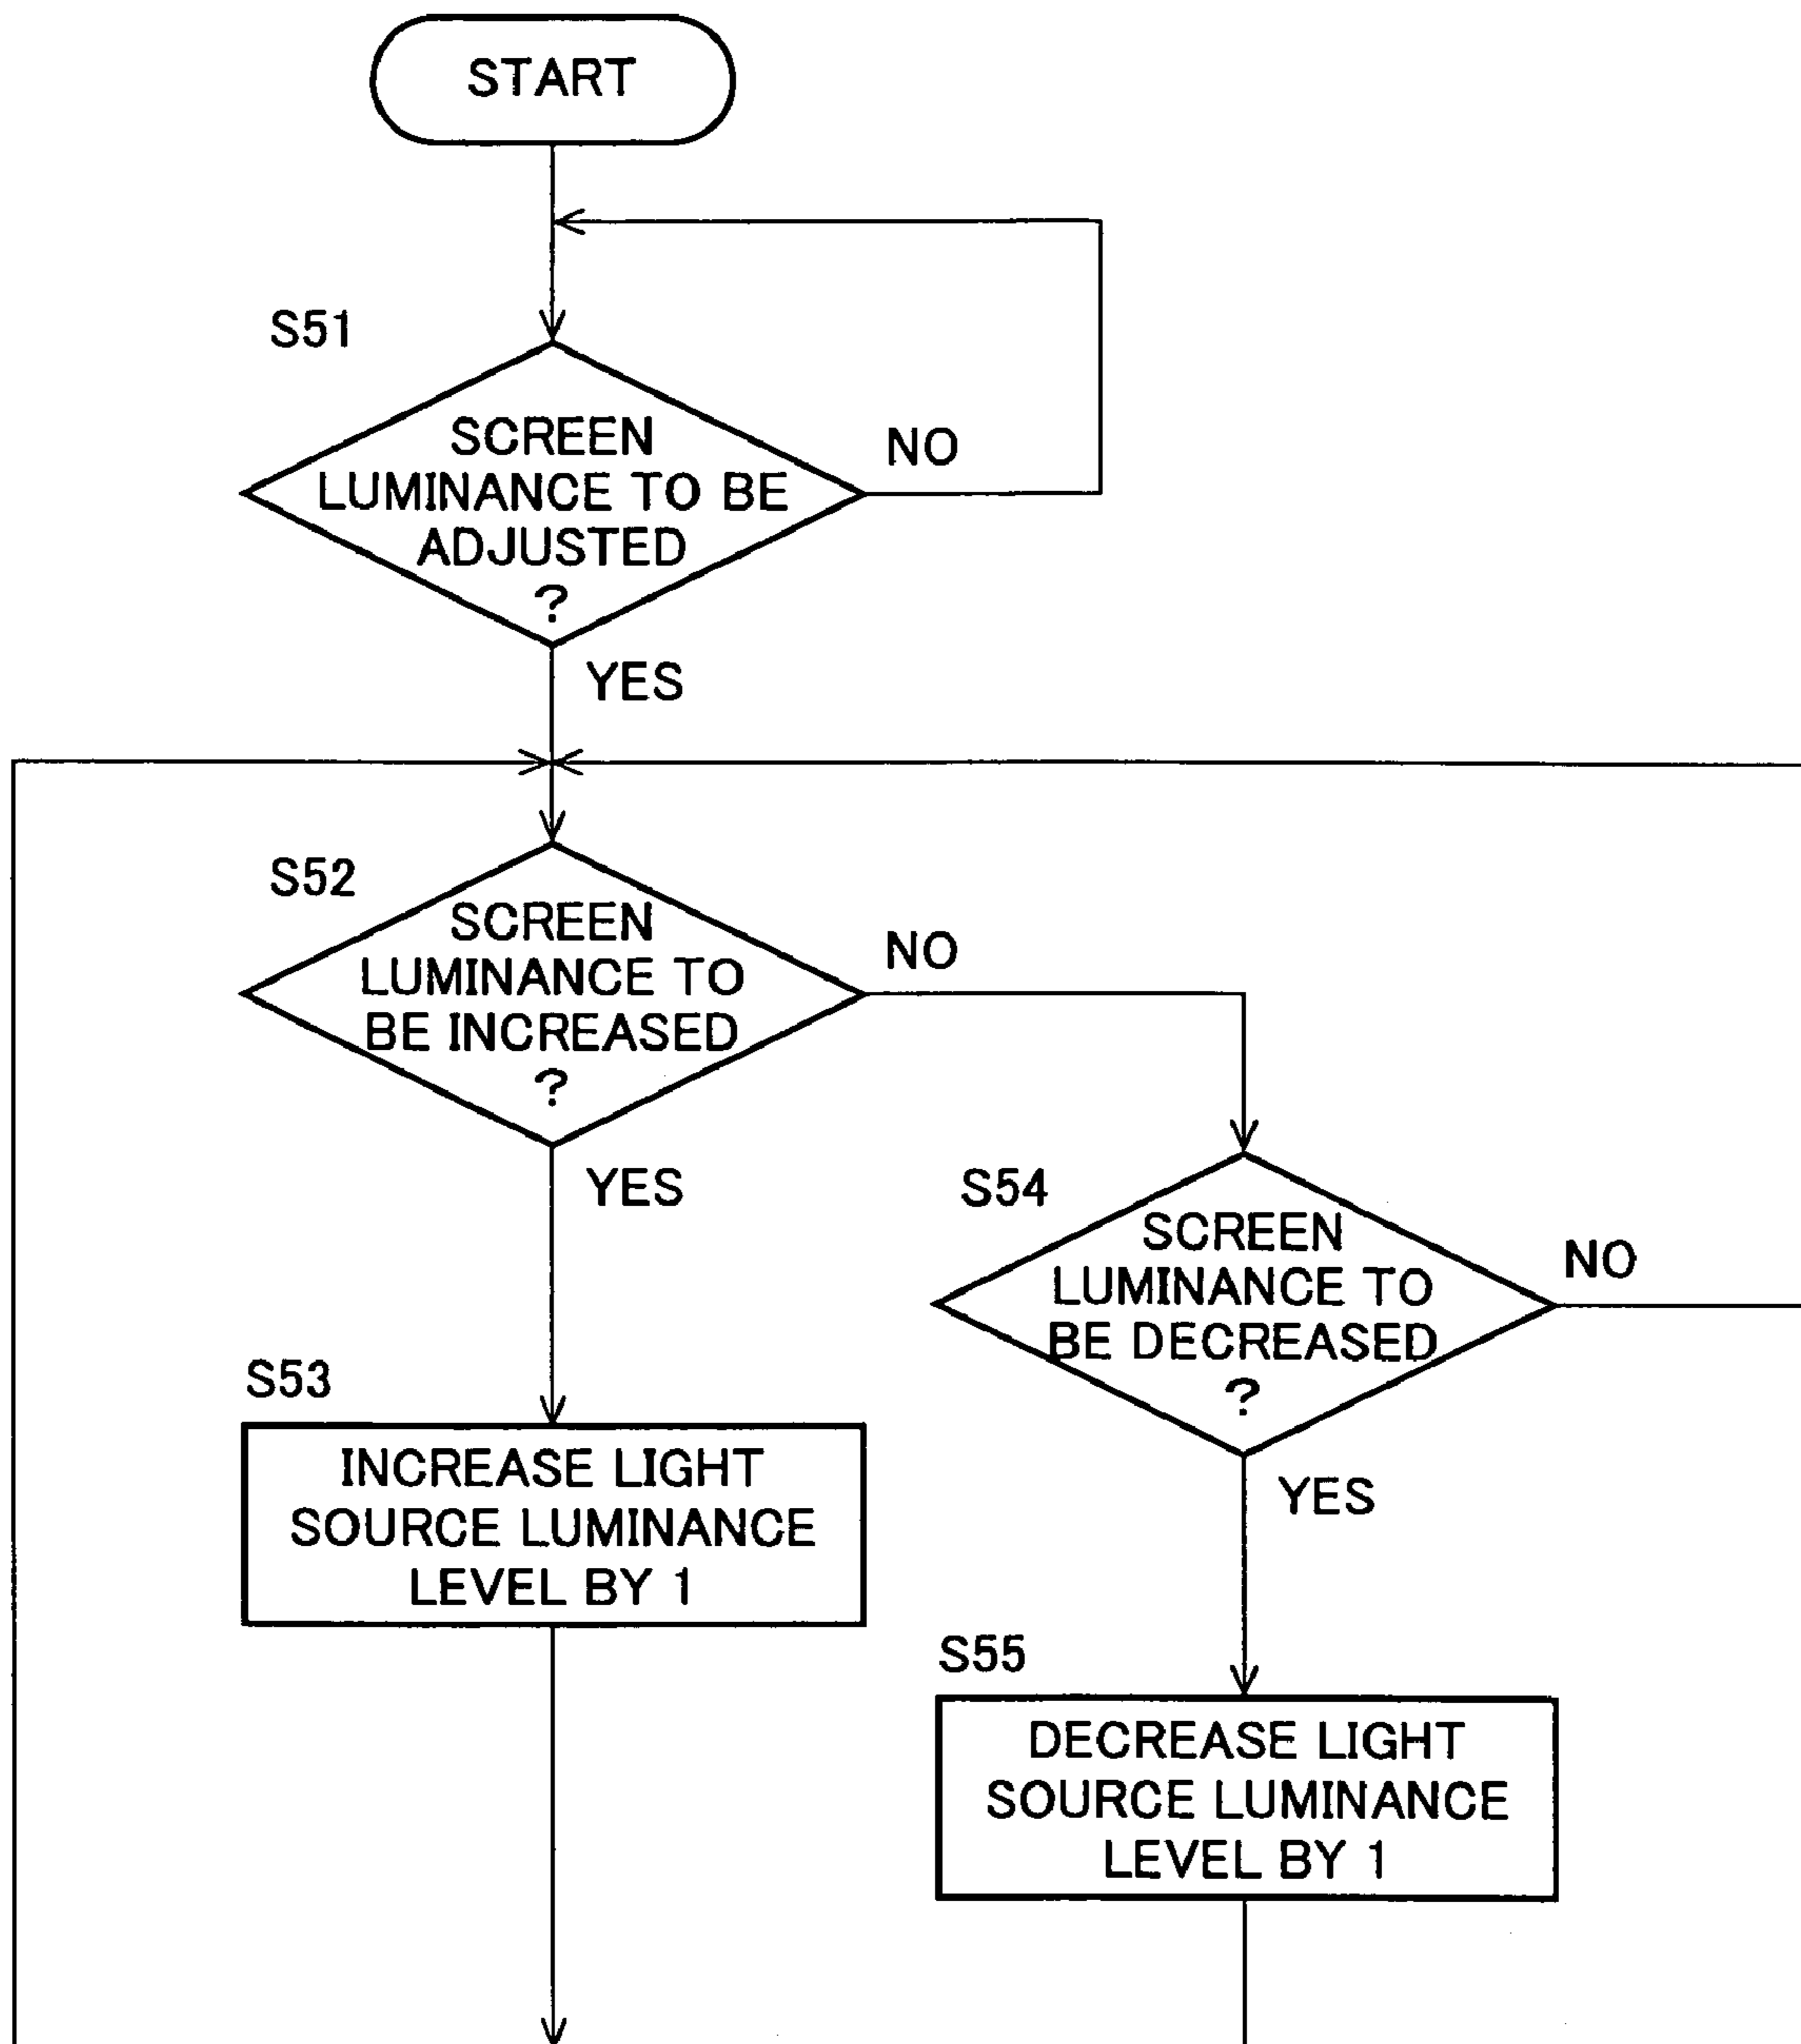 START
S51
SCREEN
LUMINANCE TO BE
ADJUSTED
?
NO
YES
S52
SCREEN
LUMINANCE TO
BE INCREASED
?
NO
YES
S54
SCREEN
LUMINANCE TO
BE DECREASED
?
NO
YES
S53
INCREASE LIGHT
SOURCE LUMINANCE
LEVEL BY 1
S55
DECREASE LIGHT
SOURCE LUMINANCE
LEVEL BY 1